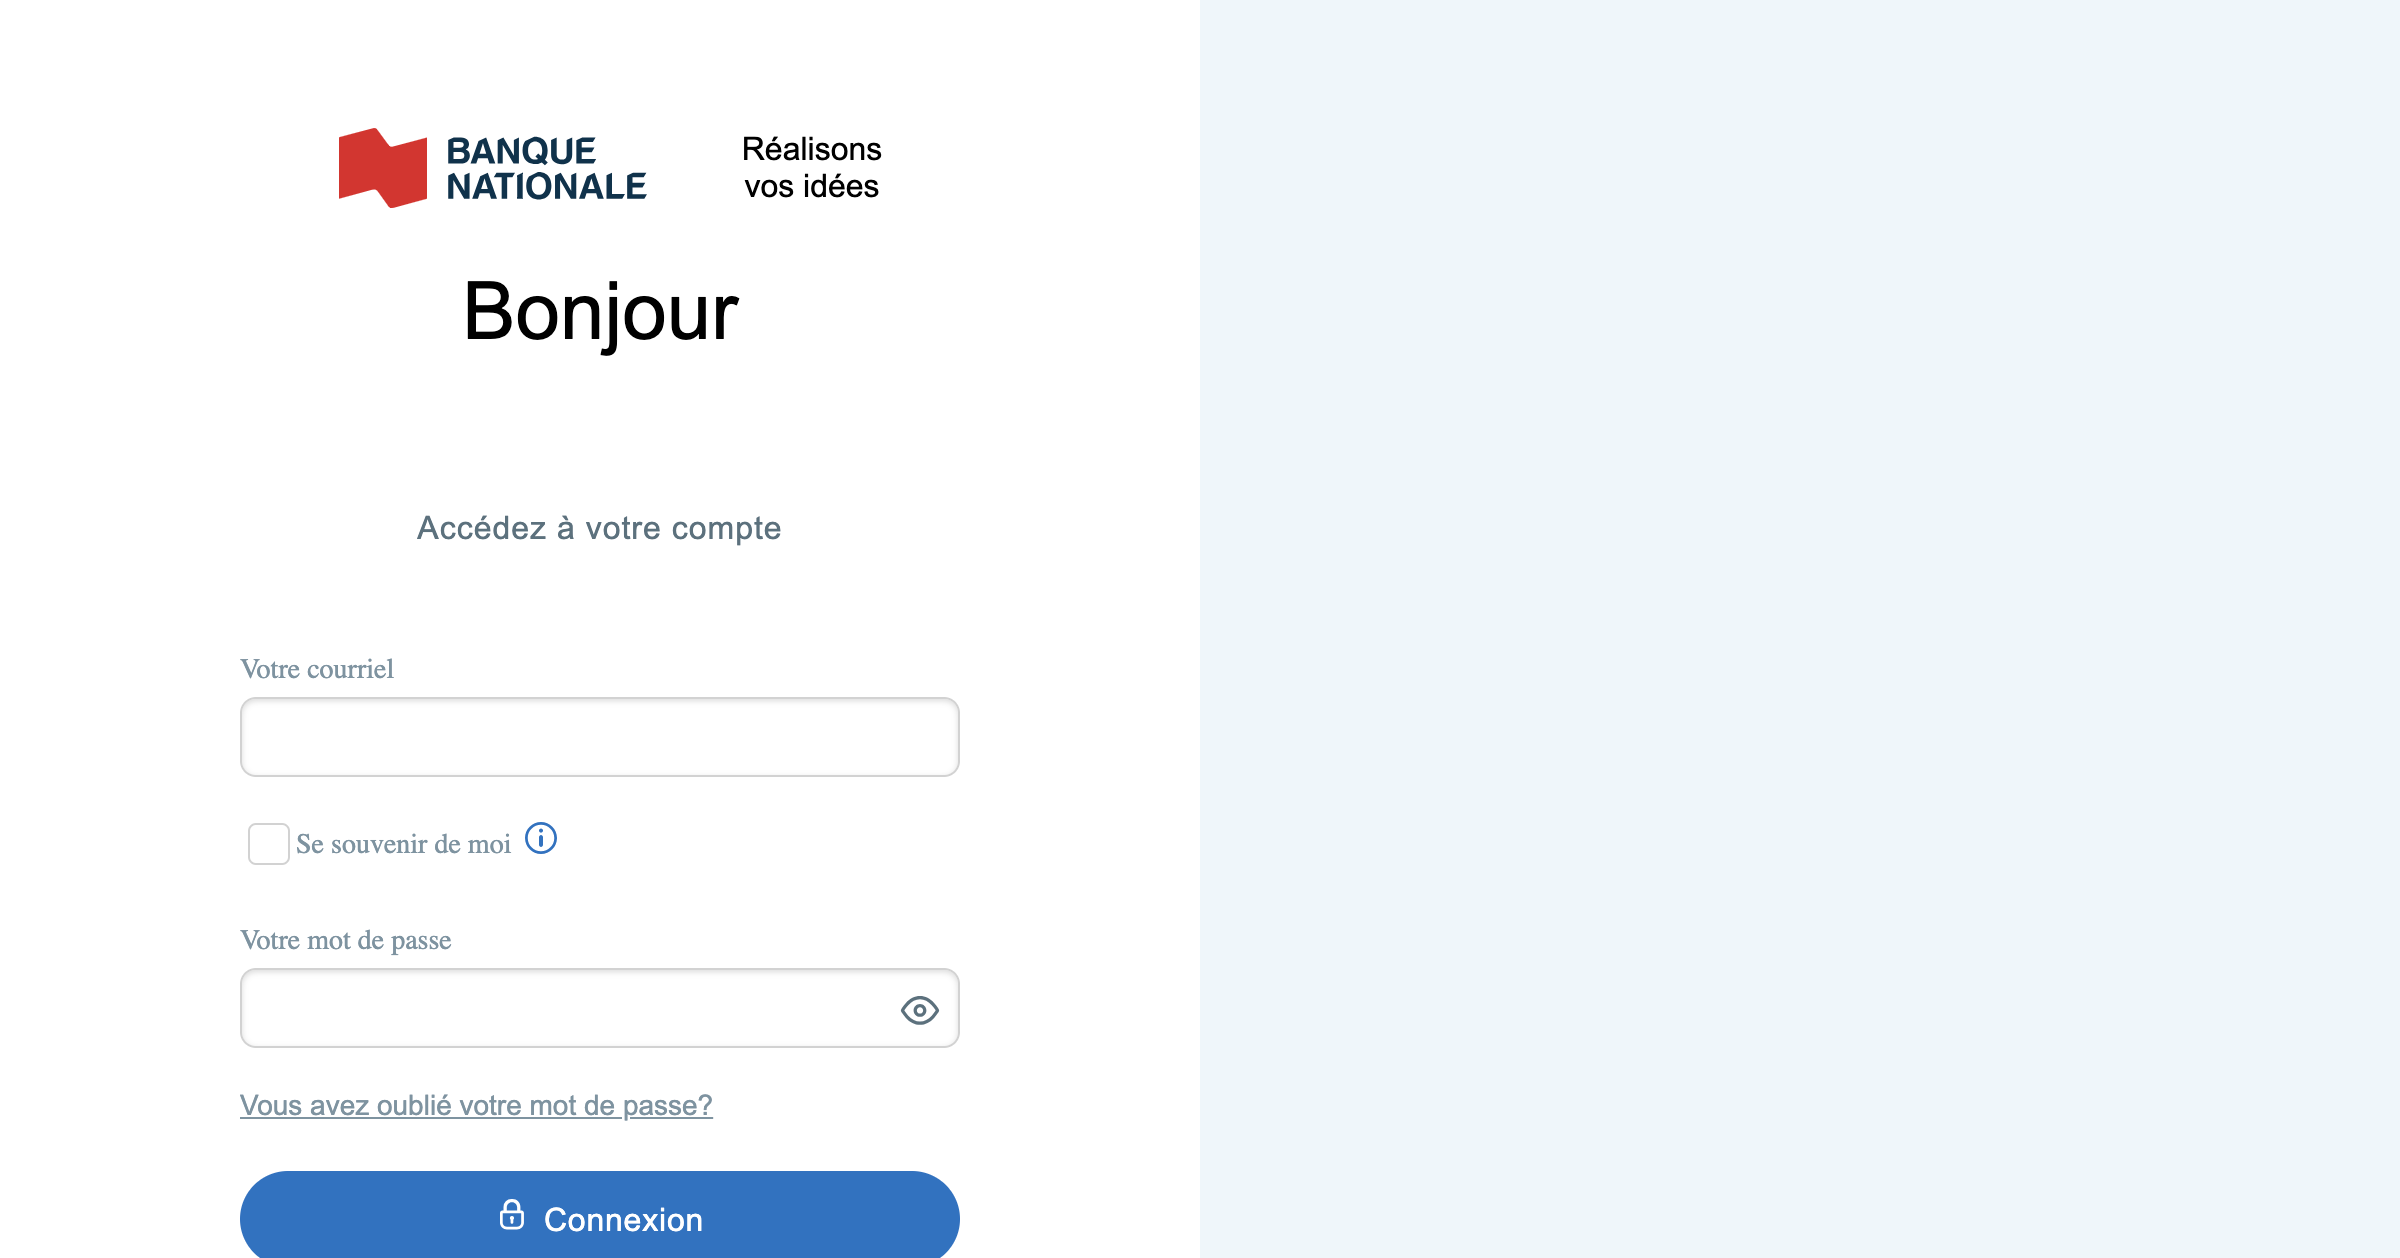 BANQUE
NATIONALE
Réalisons
vos idées
Bonjour
Accédez à votre compte
Votre courriel
Se souvenir de moi
Votre mot de passe
Vous avez oublié votre mot de passe?
Connexion